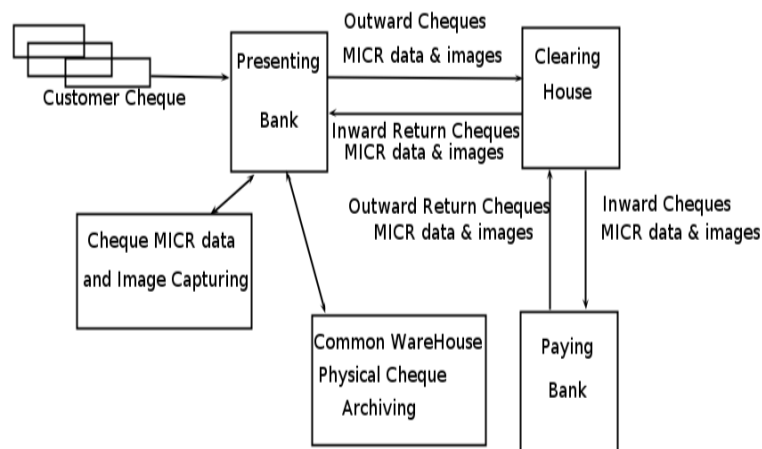 Customer Cheque
Presenting
Bank
Outward Cheques
MICR data & images
Inward Return Cheques
MICR data & images
Clearing
House
Outward Return Cheques
MICR data & images
Inward Cheques
MICR data & images
Cheque MICR data
and Image Capturing
Common WareHouse
Physical Cheque
Archiving
Paying
Bank